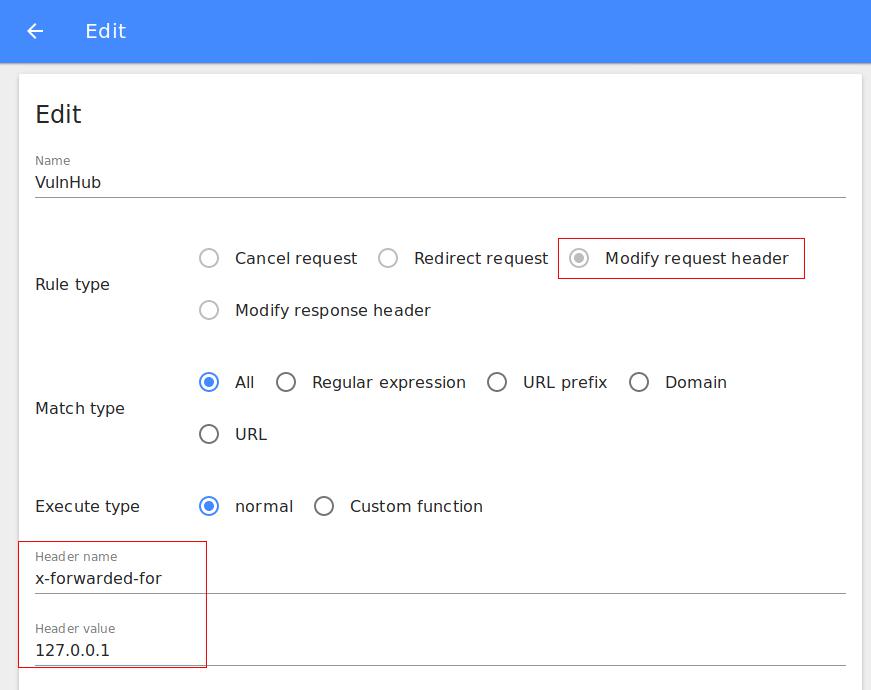 Edit
Edit
Name
VulnHub
Cancel request Redirect request Modify request header
Rule type
Modify response header
All Regular expression URL prefix Domain
Match type
URL
Execute type normal Custom function
Header name
x-forwarded-for
Header value
127.0.0.1